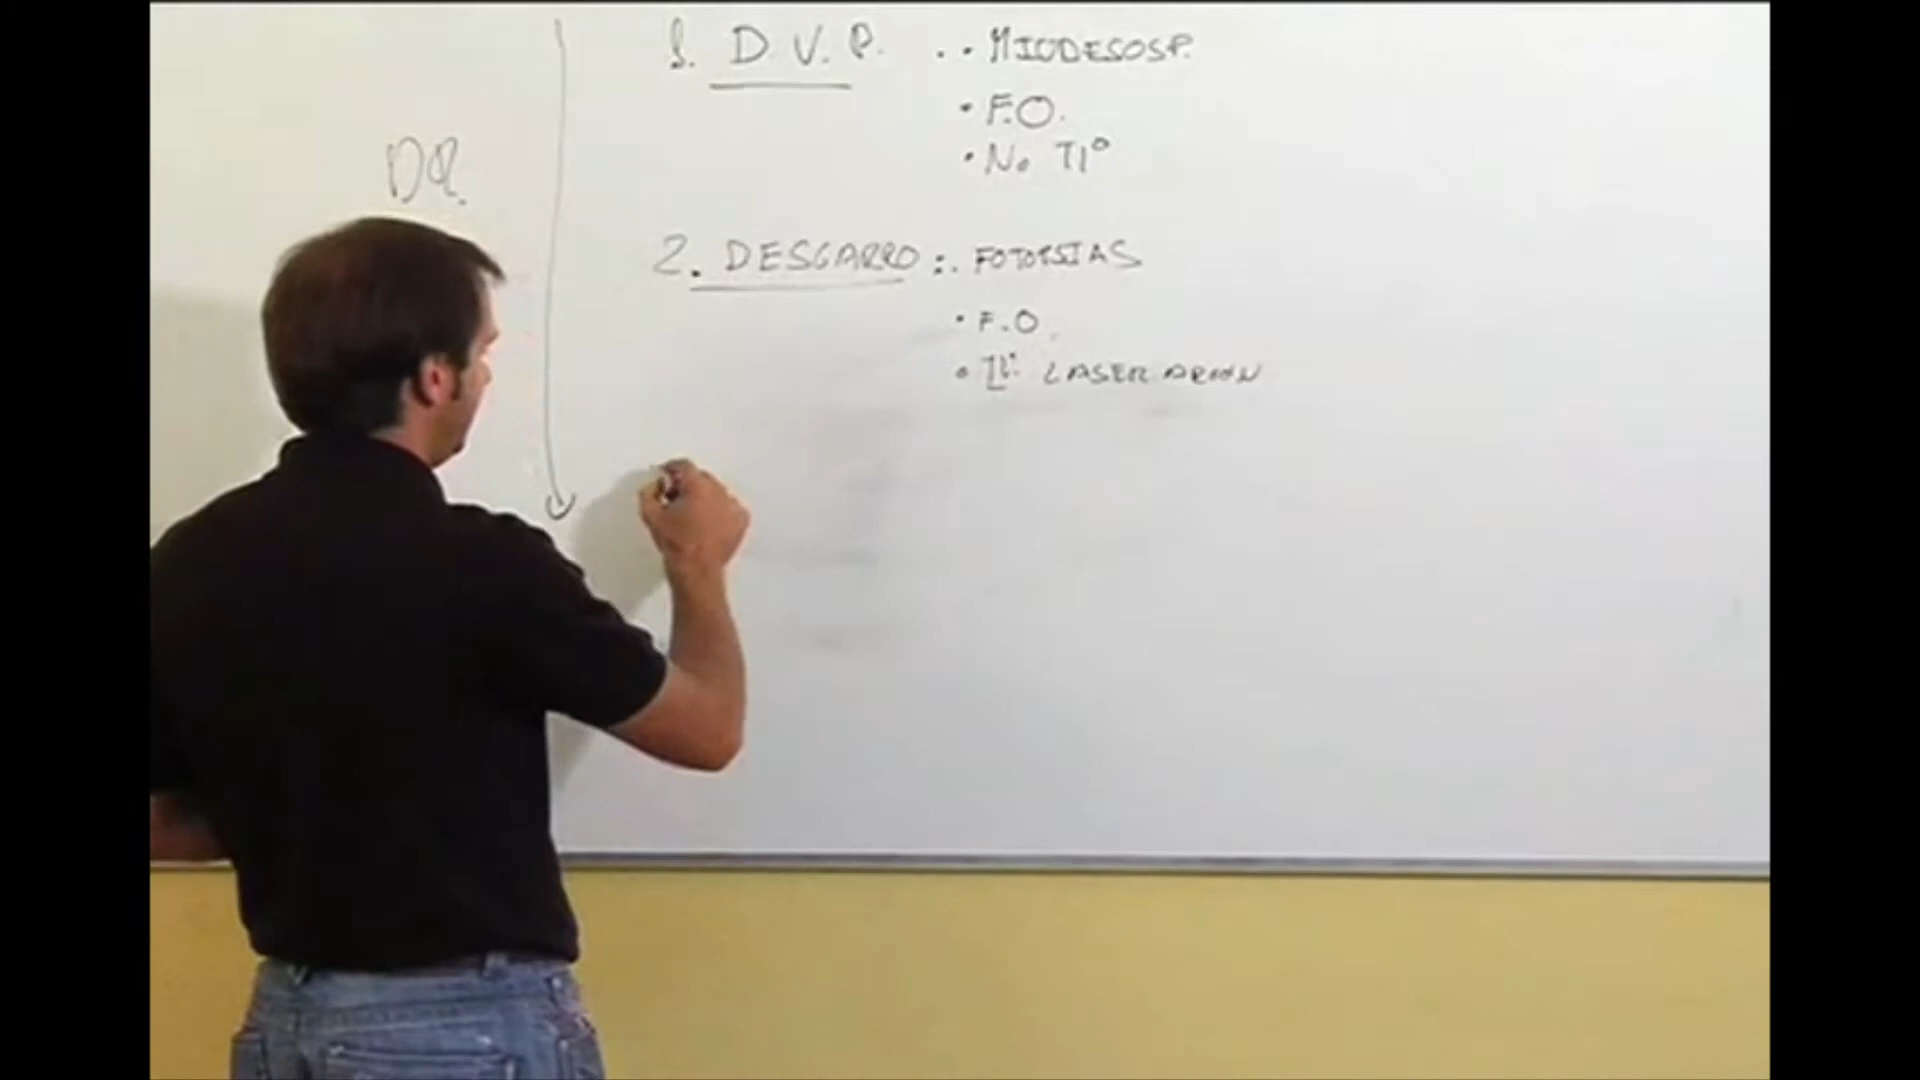 1. D.V.P. : • MIODESOSP.
• F.O.
• No TTº
DR.
2. DESGARRO : • FOTOPSIAS
• F.O.
• TTº: LASER ARGON